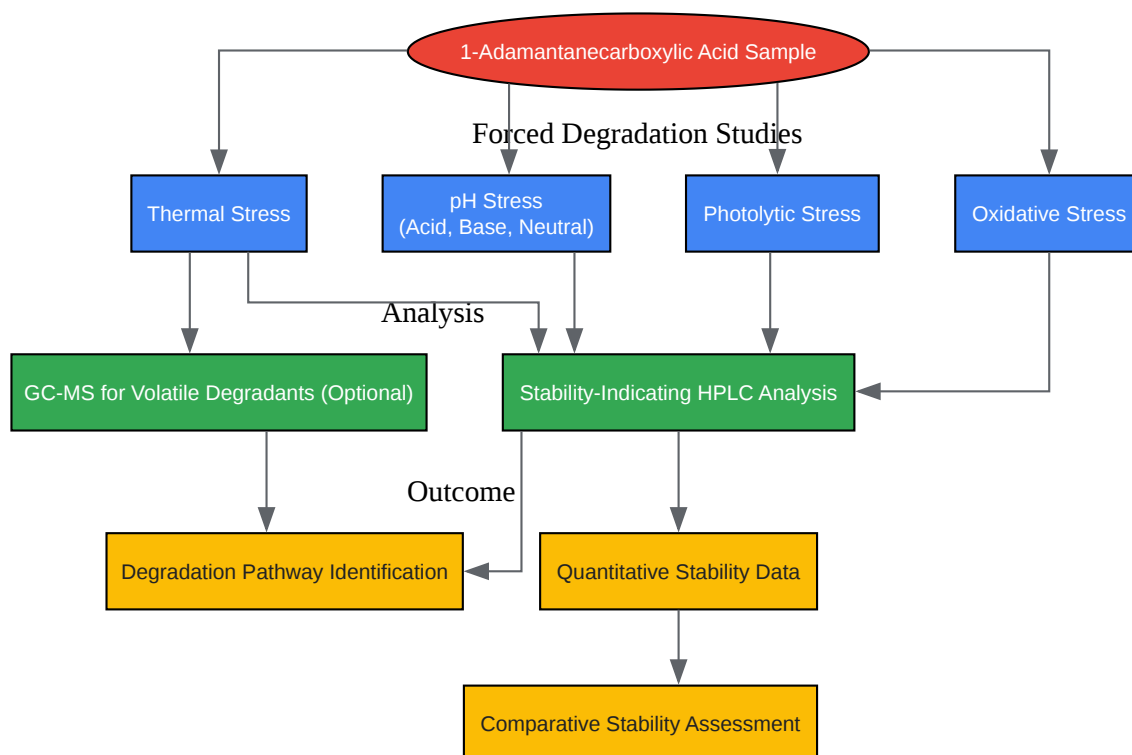 1-Adamantanecarboxylic Acid Sample
Forced Degradation Studies
Thermal Stress
pH Stress
(Acid, Base, Neutral)
Photolytic Stress
Oxidative Stress
Analysis
GC-MS for Volatile Degradants (Optional)
Stability-Indicating HPLC Analysis
Outcome
Degradation Pathway Identification
Quantitative Stability Data
Comparative Stability Assessment